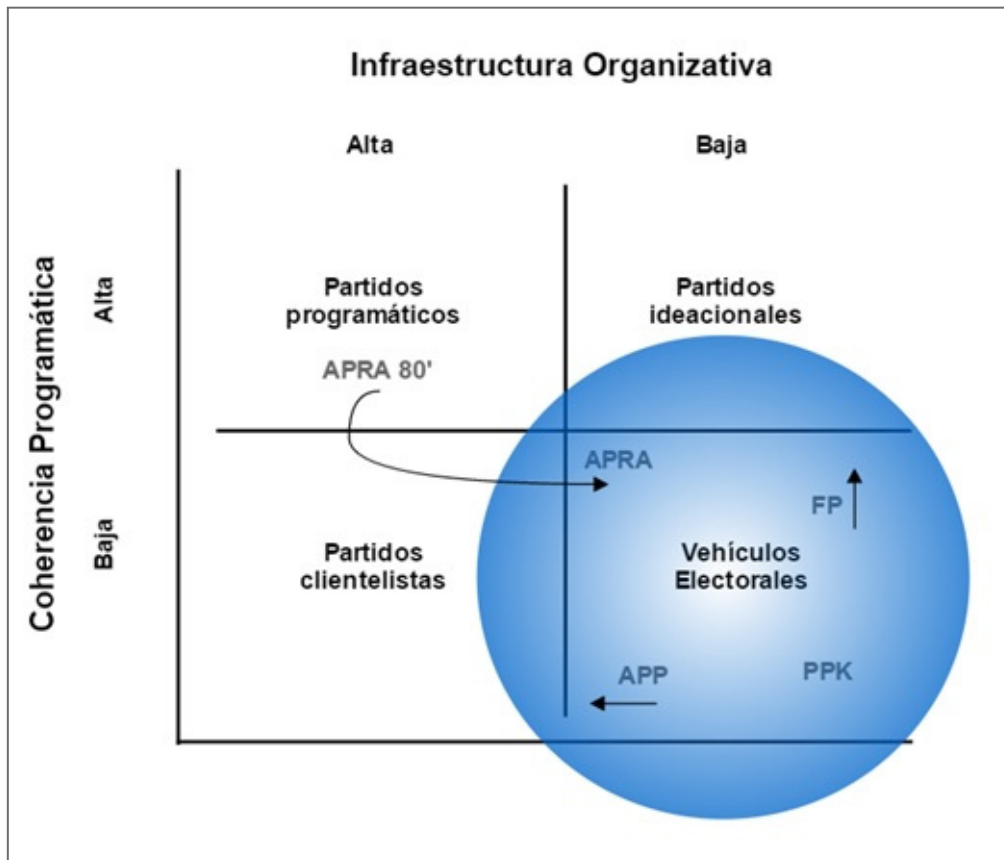 Infraestructura Organizativa
Alta
Baja
Coherencia Programática
Alta
Baja
Partidos
programáticos
Partidos
ideacionales
APRA 80'
APRA
FP
Partidos
clientelistas
Vehículos
Electorales
APP
PPK